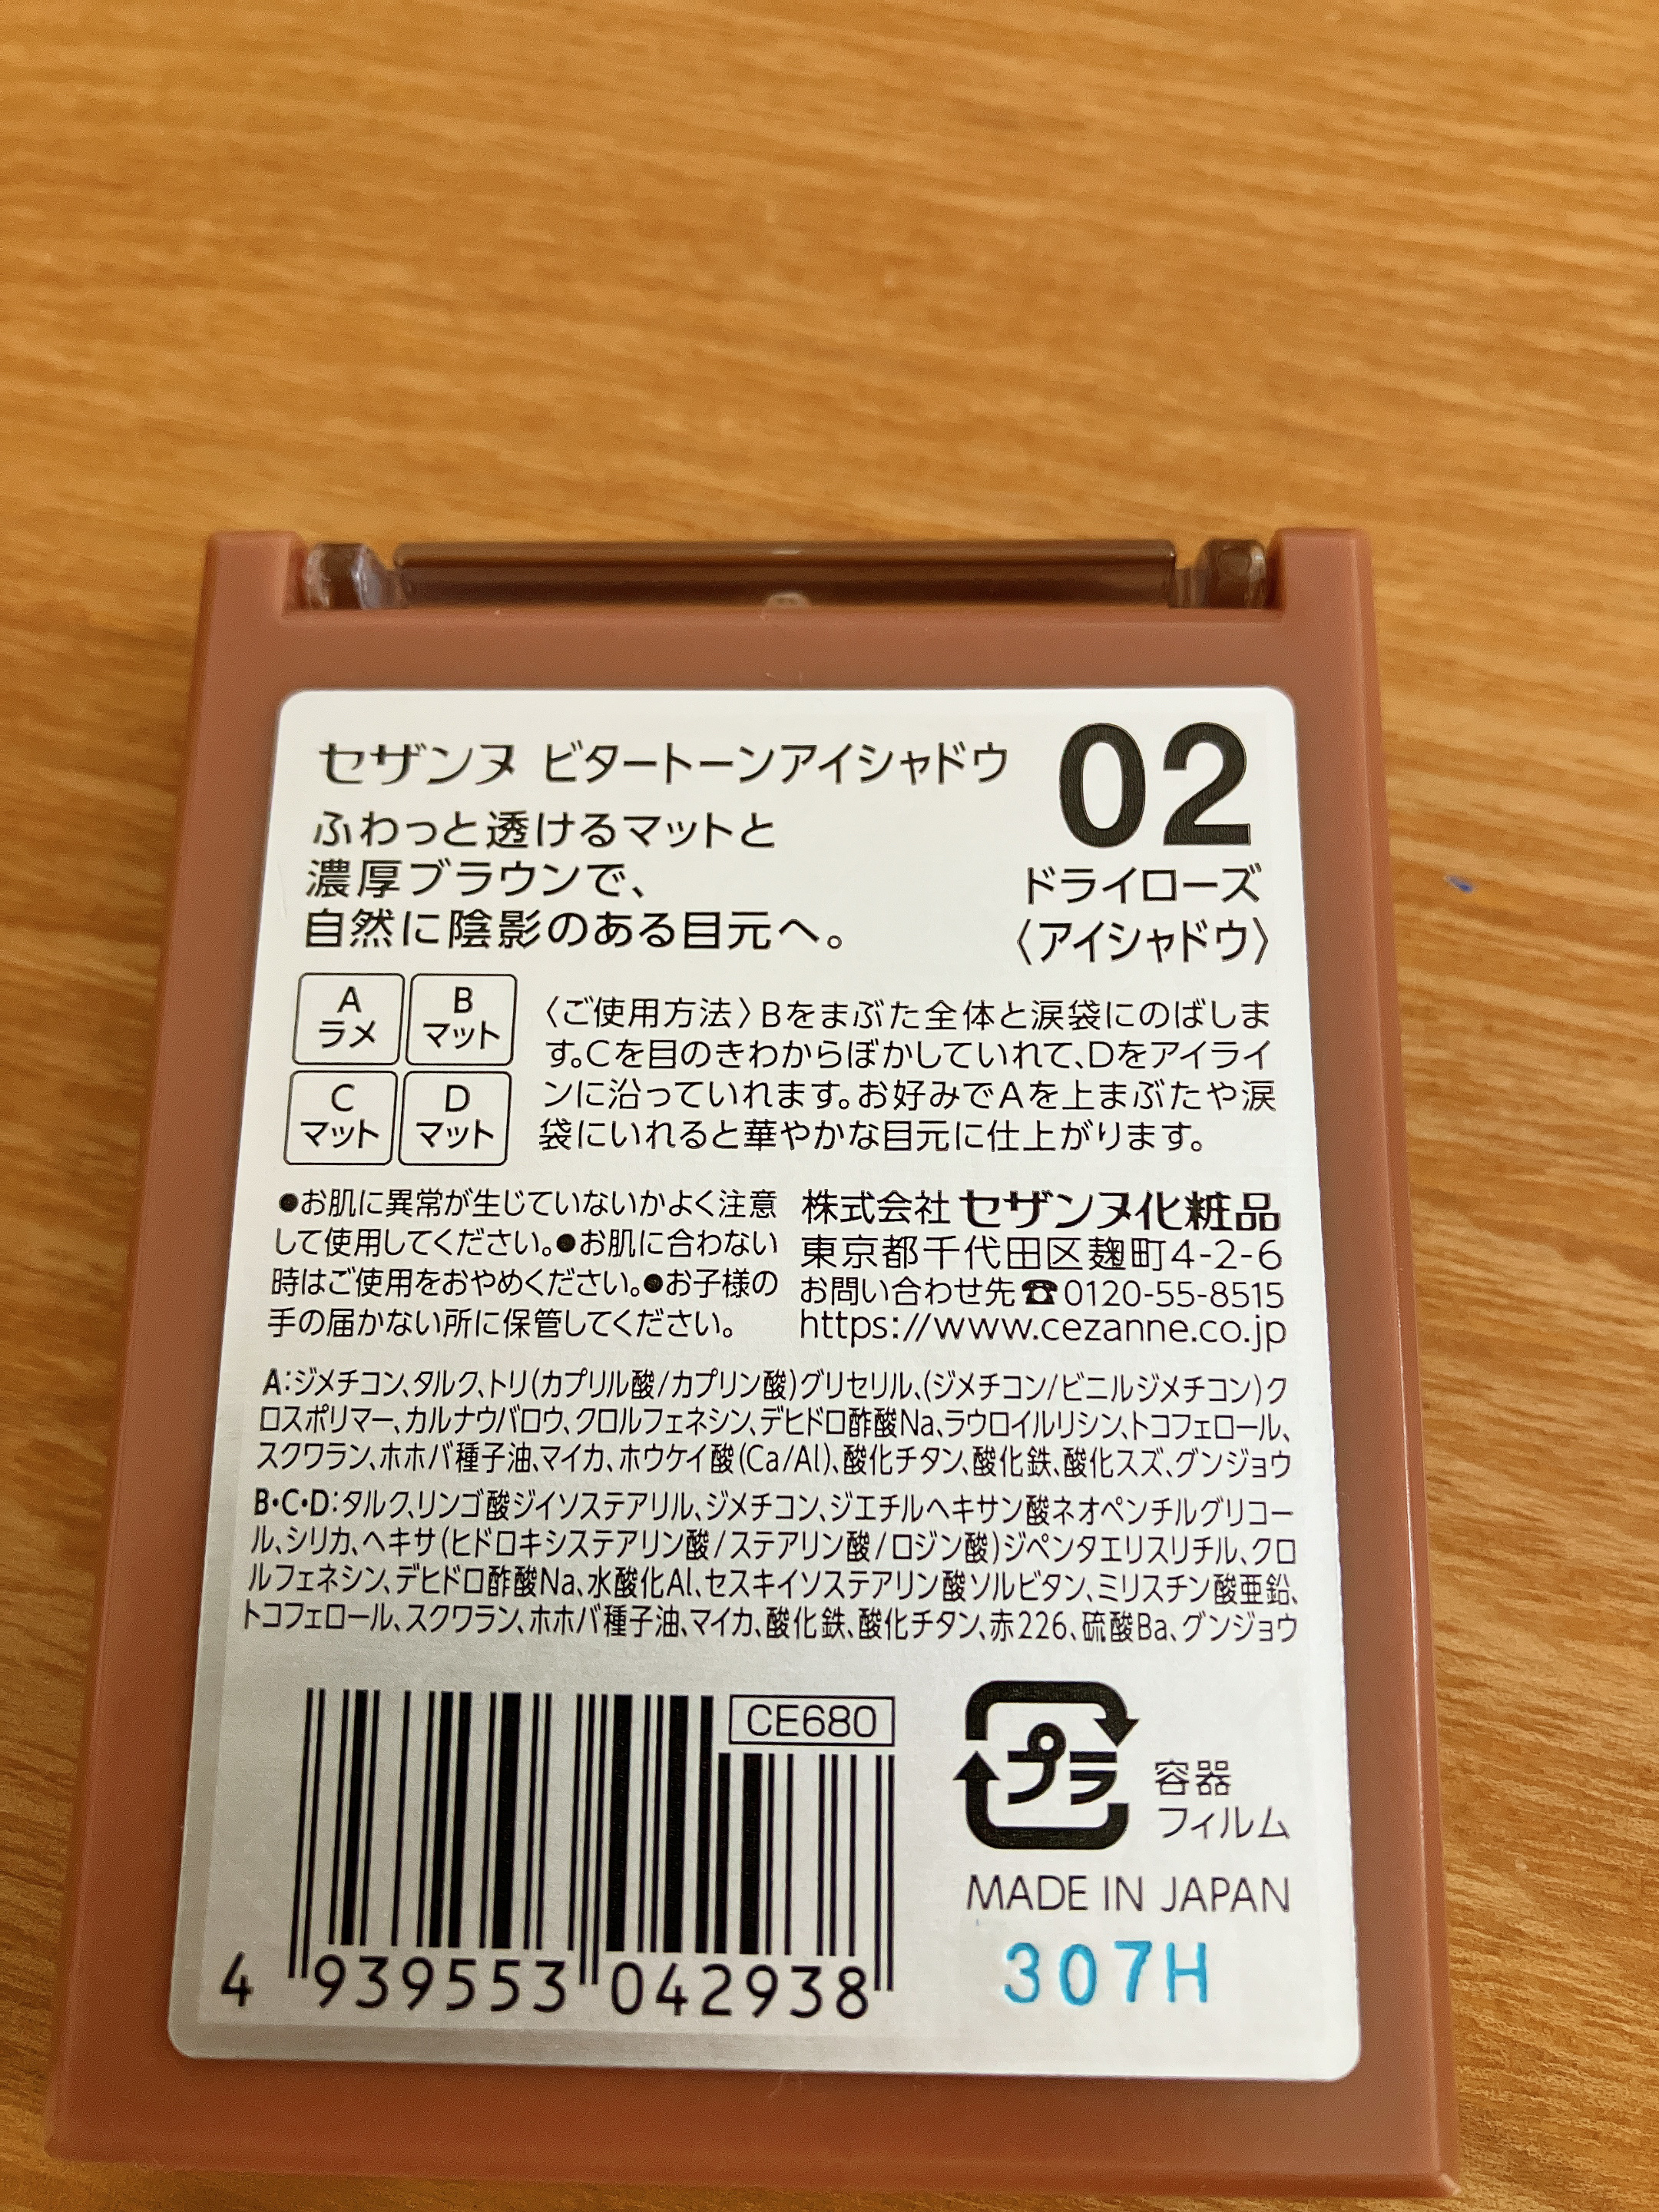 セザンヌ ビタートーンアイシャドウ
02
ふわっと透けるマットと
濃厚ブラウンで、
自然に陰影のある目元へ。
ドライローズ
〈アイシャドウ〉
A
ラメ
B
マット
C
マット
D
マット
〈ご使用方法〉Bをまぶた全体と涙袋にのばしま
す。Cを目のきわからぼかしていれて、Dをアイライ
ンに沿っていれます。お好みでAを上まぶたや涙
袋にいれると華やかな目元に仕上がります。
●お肌に異常が生じていないかよく注意
して使用してください。●お肌に合わない
時はご使用をおやめください。●お子様の
手の届かない所に保管してください。
株式会社 セザンヌ化粧品
東京都千代田区麹町4-2-6
お問い合わせ先☎0120-55-8515
https://www.cezanne.co.jp
A:ジメチコン、タルク、トリ(カプリル酸/カプリン酸)グリセリル、(ジメチコン/ビニルジメチコン)ク
ロスポリマー、カルナウバロウ、クロルフェネシン、デヒドロ酢酸Na、ラウロイルリシン、トコフェロール、
スクワラン、ホホバ種子油、マイカ、ホウケイ酸(Ca/Al)、酸化チタン、酸化鉄、酸化スズ、グンジョウ
B・C・D:タルク、リンゴ酸ジイソステアリル、ジメチコン、ジエチルヘキサン酸ネオペンチルグリコー
ル、シリカ、ヘキサ(ヒドロキシステアリン酸/ステアリン酸/ロジン酸)ジペンタエリスリチル、クロ
ルフェネシン、デヒドロ酢酸Na、水酸化Al、セスキイソステアリン酸ソルビタン、ミリスチン酸亜鉛、
トコフェロール、スクワラン、ホホバ種子油、マイカ、酸化鉄、酸化チタン、赤226、硫酸Ba、グンジョウ
CE680
4 939553 042938
プラ
容器
フィルム
MADE IN JAPAN
307H